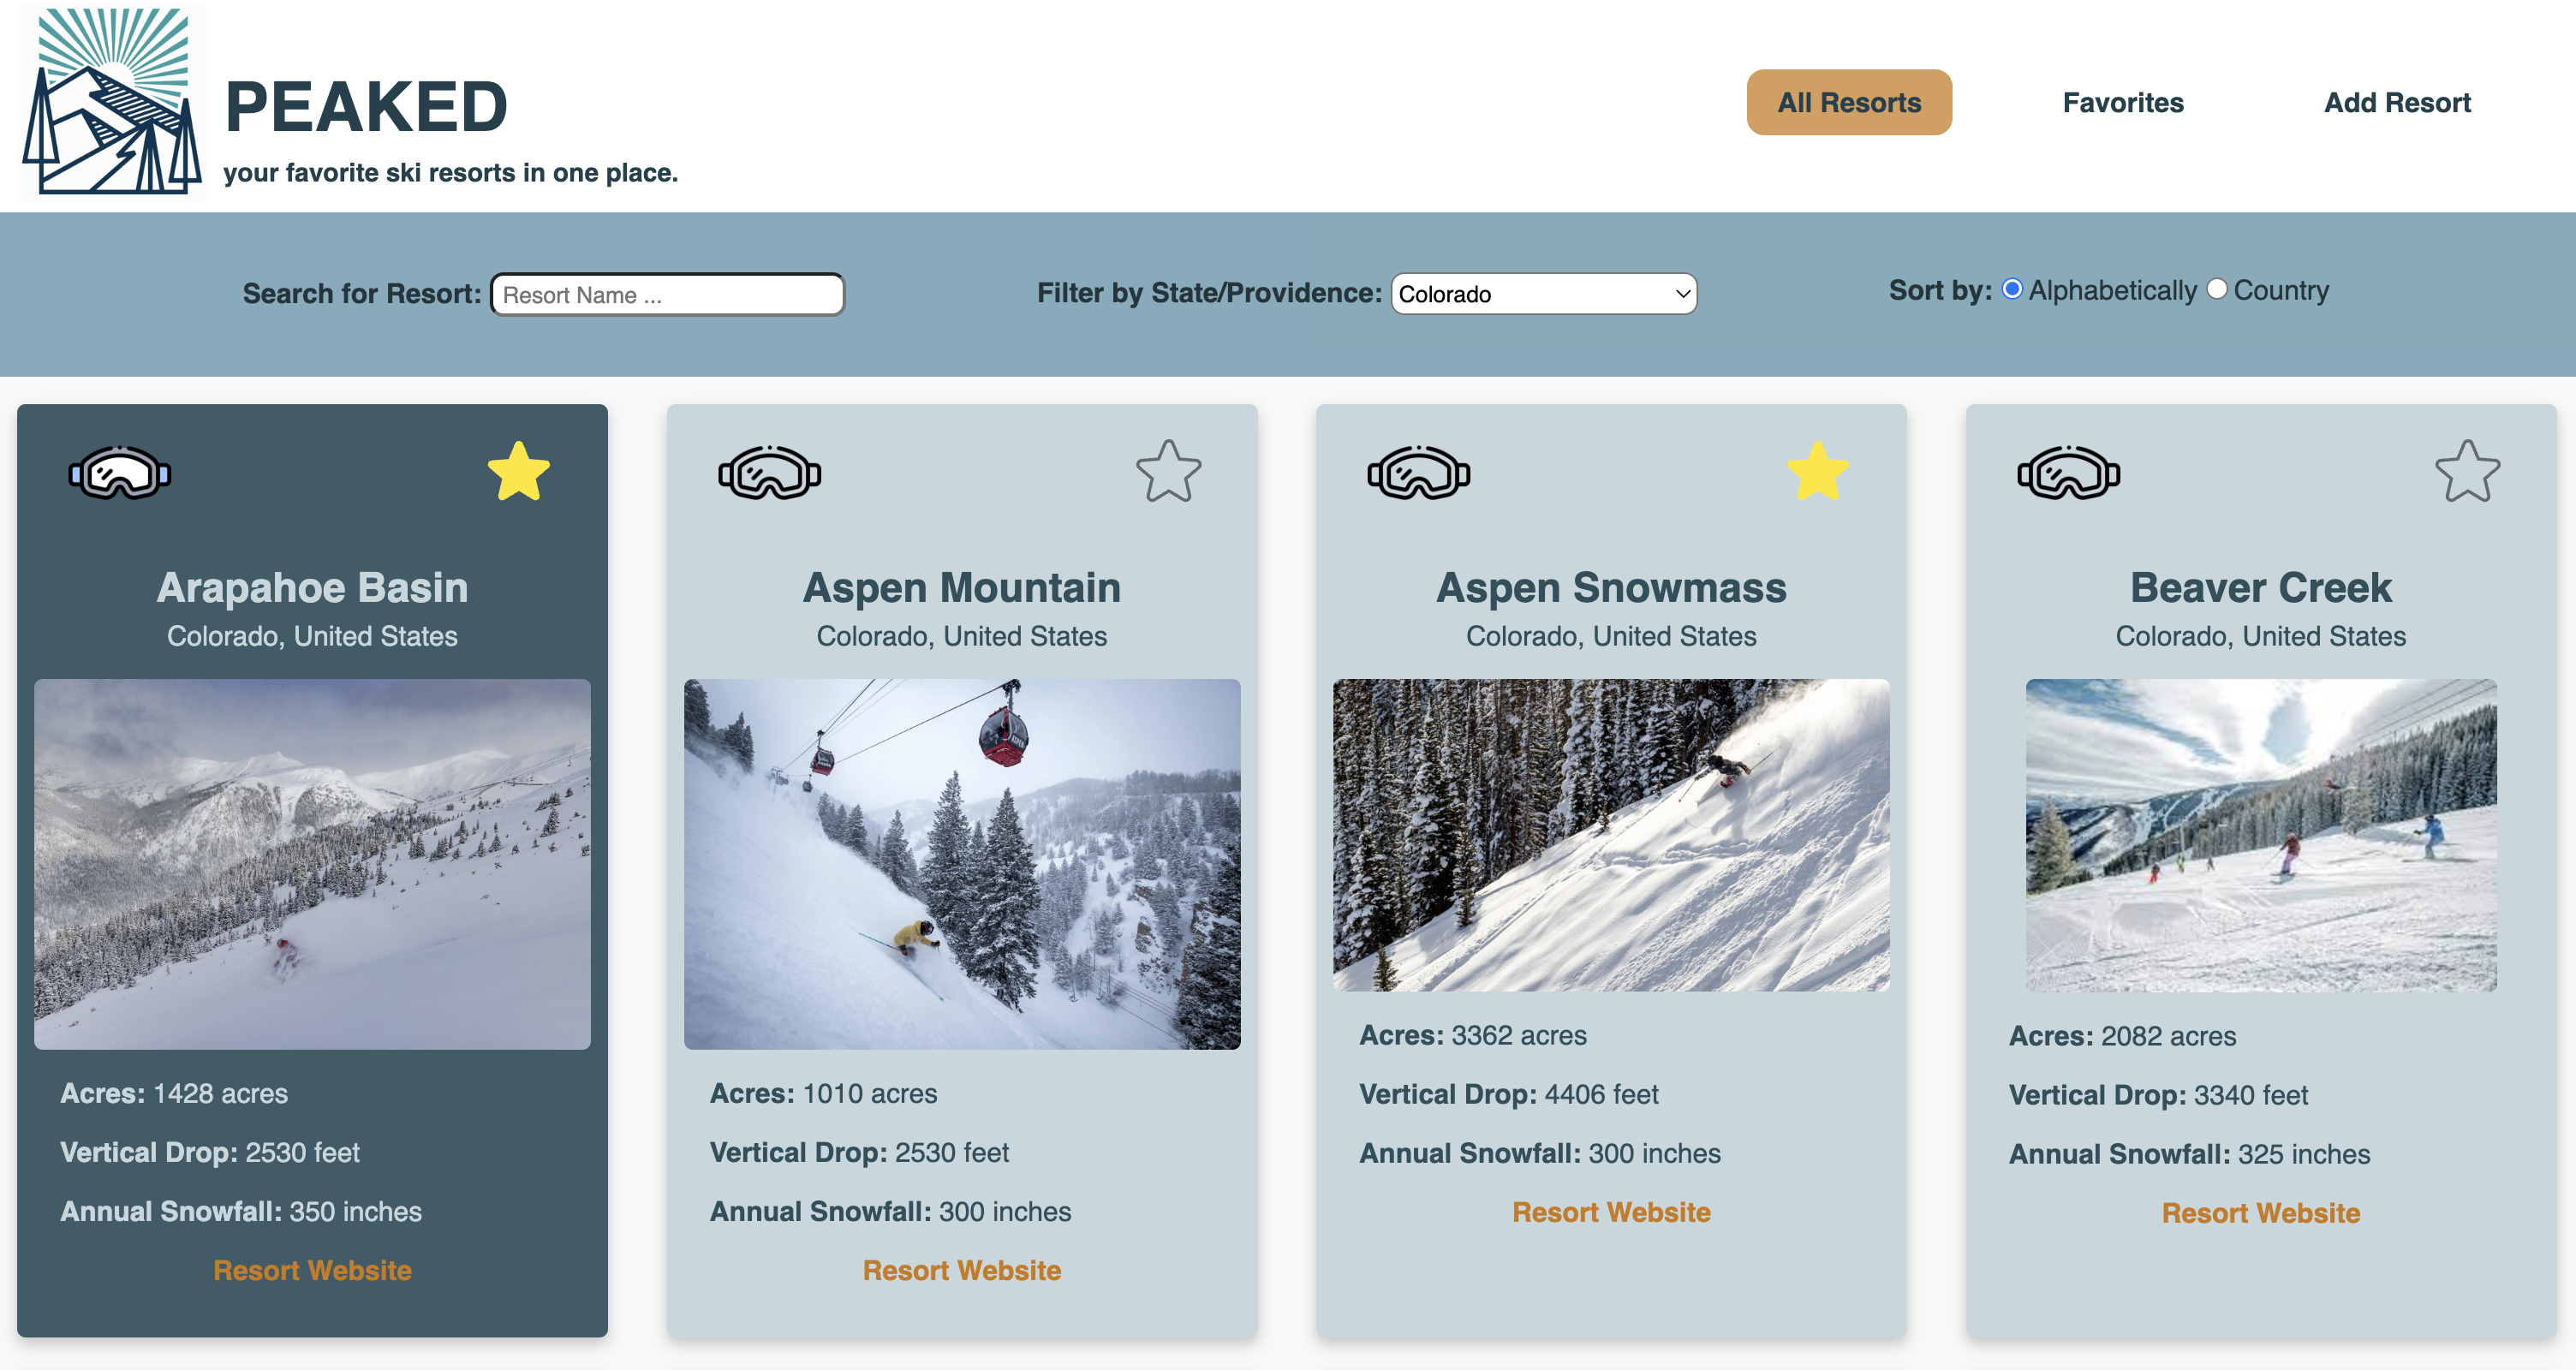 PEAKED
your favorite ski resorts in one place.
All Resorts
Favorites
Add Resort
Search for Resort: Resort Name ...
Filter by State/Providence: Colorado
Sort by: Alphabetically Country
Arapahoe Basin
Colorado, United States
Acres: 1428 acres
Vertical Drop: 2530 feet
Annual Snowfall: 350 inches
Resort Website
Aspen Mountain
Colorado, United States
Acres: 1010 acres
Vertical Drop: 2530 feet
Annual Snowfall: 300 inches
Resort Website
Aspen Snowmass
Colorado, United States
Acres: 3362 acres
Vertical Drop: 4406 feet
Annual Snowfall: 300 inches
Resort Website
Beaver Creek
Colorado, United States
Acres: 2082 acres
Vertical Drop: 3340 feet
Annual Snowfall: 325 inches
Resort Website